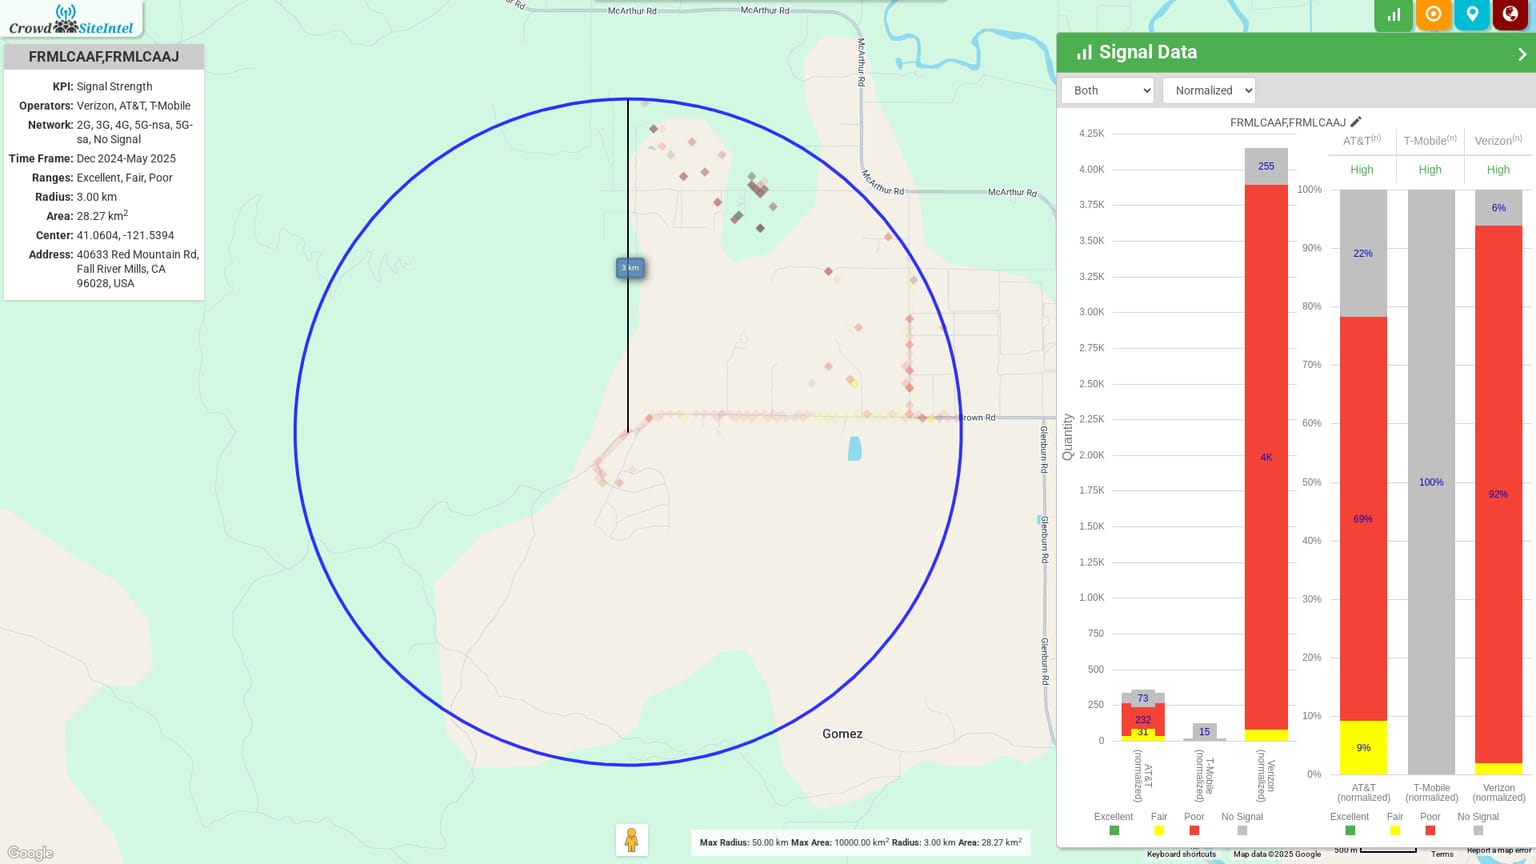 Crowd SiteIntel
FRMLCAAF,FRMLCAAJ
KPI: Signal Strength
Operators: Verizon, AT&T, T-Mobile
Network: 2G, 3G, 4G, 5G-nsa, 5G-
sa, No Signal
Time Frame: Dec 2024-May 2025
Ranges: Excellent, Fair, Poor
Radius: 3.00 km
Area: 28.27 km²
Center: 41.0604, -121.5394
Address: 40633 Red Mountain Rd,
Fall River Mills, CA
96028, USA
McArthur Rd
McArthur Rd
McArthur Rd
McArthur Rd
McArthur Rd
3 km
Brown Rd
Glenburn Rd
Glenburn Rd
Glenburn Rd
Gomez
Google
Max Radius: 50.00 km Max Area: 10000.00 km² Radius: 3.00 km Area: 28.27 km²
Signal Data
Both
Normalized
FRMLCAAF,FRMLCAAJ
Quantity
4.25K
4.00K
3.75K
3.50K
3.25K
3.00K
2.75K
2.50K
2.25K
2.00K
1.75K
1.50K
1.25K
1.00K
750
500
250
0
73
232
31
15
255
4K
AT&T
(normalized)
T-Mobile
(normalized)
Verizon
(normalized)
Excellent Fair Poor No Signal
AT&T(n) T-Mobile(n) Verizon(n)
High High High
100%
90%
80%
70%
60%
50%
40%
30%
20%
10%
0%
22%
69%
9%
100%
6%
92%
AT&T
(normalized)
T-Mobile
(normalized)
Verizon
(normalized)
Excellent Fair Poor No Signal
Keyboard shortcuts Map data ©2025 Google 500 m Terms Report a map error